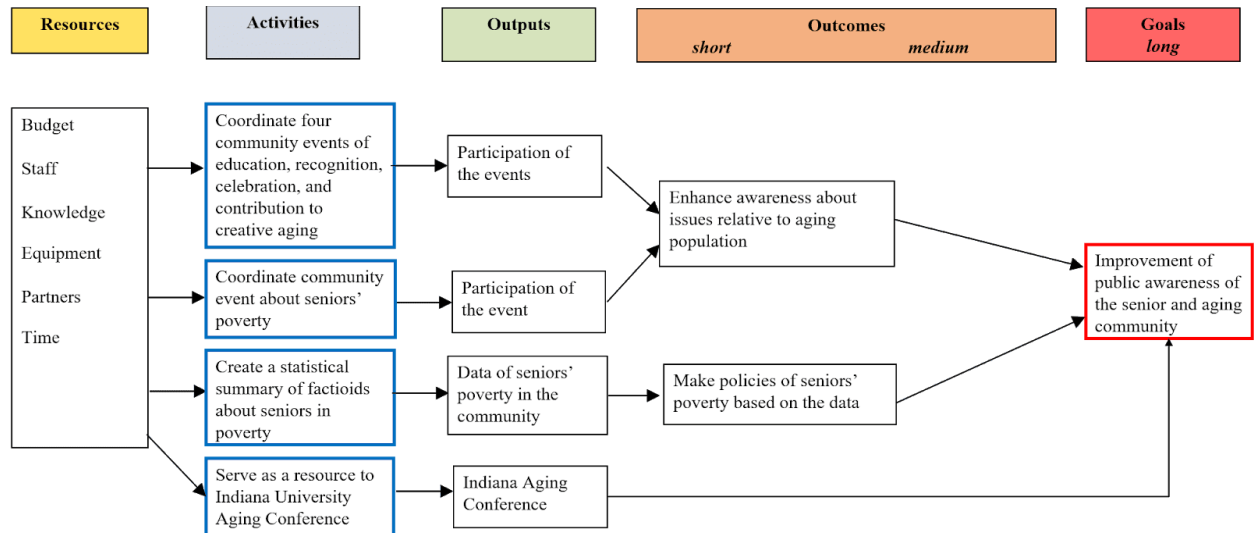 Resources
Activities
Outputs
Outcomes
short medium
Goals
long
Budget
Staff
Knowledge
Equipment
Partners
Time
Coordinate four
community events of
education, recognition,
celebration, and
contribution to
creative aging
Participation of
the events
Enhance awareness about
issues relative to aging
population
Coordinate community
event about seniors’
poverty
Participation of
the event
Improvement of
public awareness of
the senior and aging
community
Create a statistical
summary of factioids
about seniors in
poverty
Data of seniors’
poverty in the
community
Make policies of seniors’
poverty based on the data
Serve as a resource to
Indiana University
Aging Conference
Indiana Aging
Conference